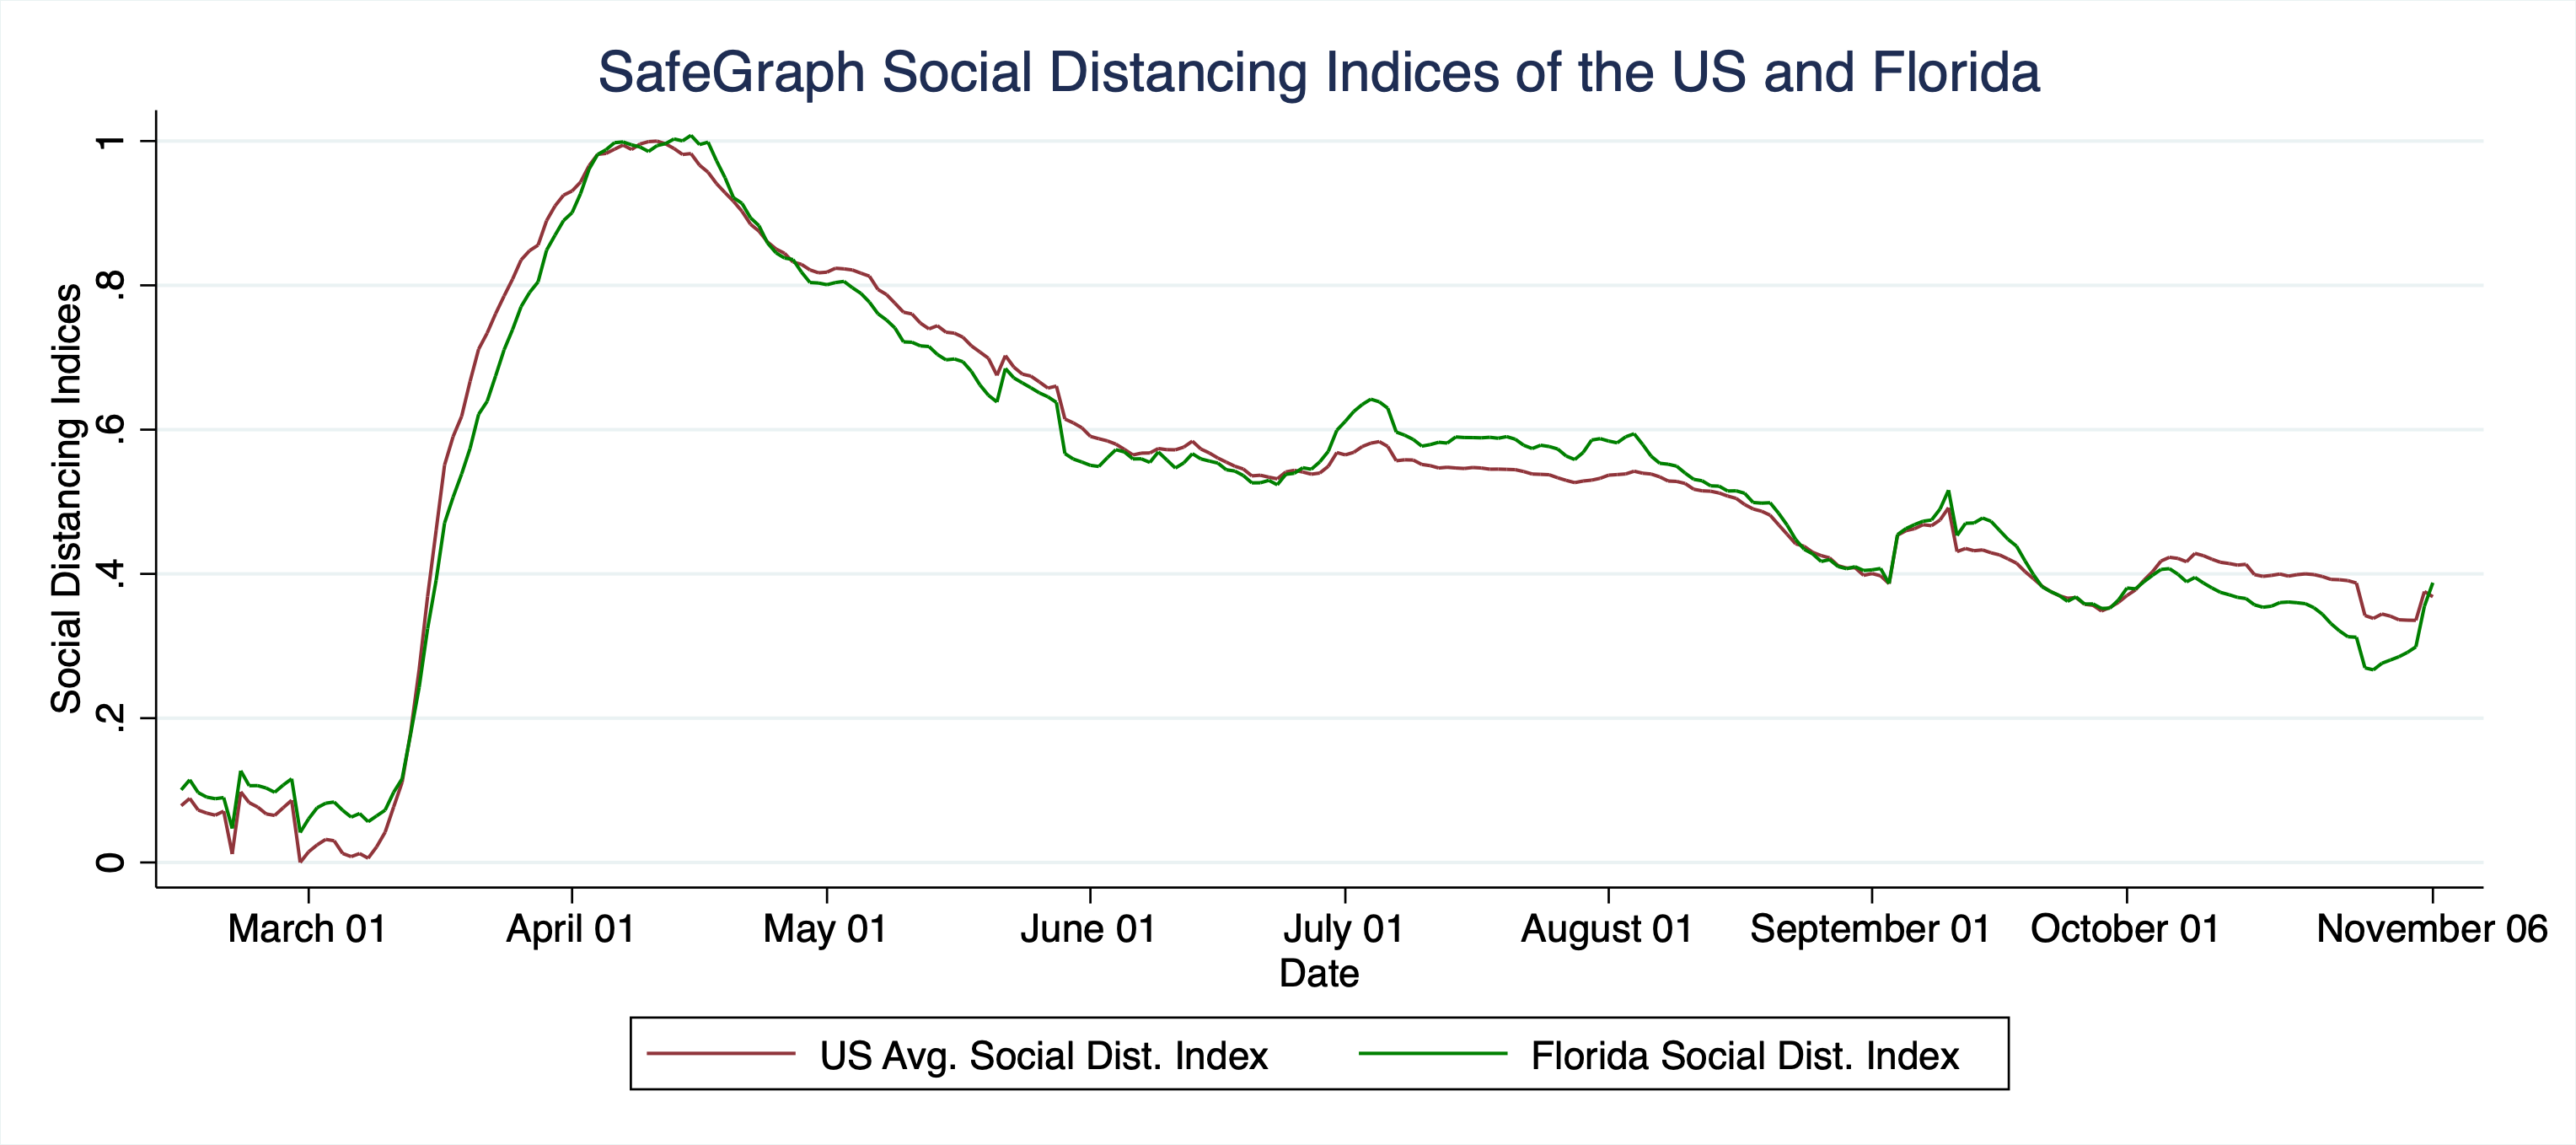 SafeGraph Social Distancing Indices of the US and Florida
Social Distancing Indices
1
.8
.6
.4
.2
0
March 01 April 01 May 01 June 01 July 01 August 01 September 01 October 01 November 06
Date
US Avg. Social Dist. Index Florida Social Dist. Index